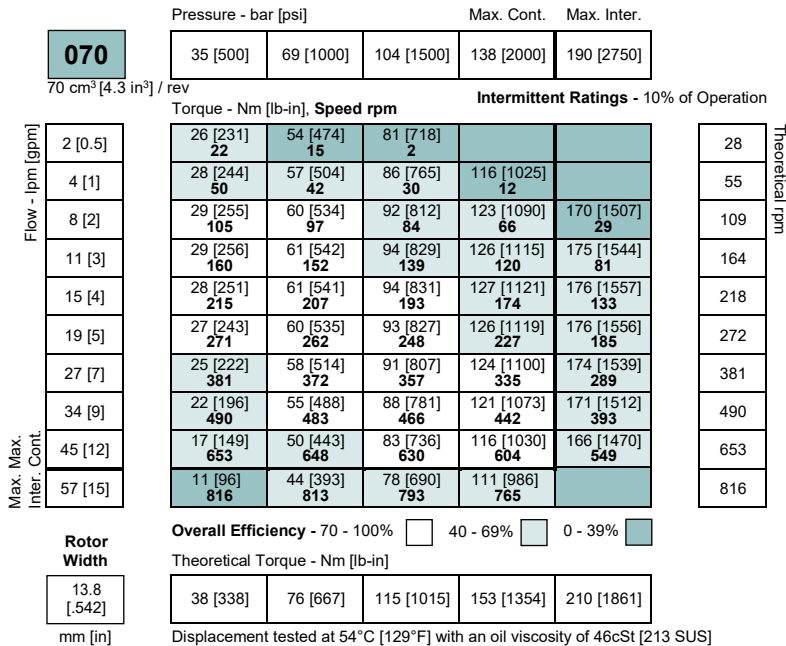 Pressure - bar [psi] Max. Cont. Max. Inter.
070 35 [500] 69 [1000] 104 [1500] 138 [2000] 190 [2750]
70 cm³ [4.3 in³] / rev
Intermittent Ratings - 10% of Operation
Torque - Nm [lb-in], Speed rpm
Flow - lpm [gpm]
Theoretical rpm
2 [0.5] 26 [231] 54 [474] 81 [718] 28
22 15 2
4 [1] 28 [244] 57 [504] 86 [765] 116 [1025] 55
50 42 30 12
8 [2] 29 [255] 60 [534] 92 [812] 123 [1090] 170 [1507] 109
105 97 84 66 29
11 [3] 29 [256] 61 [542] 94 [829] 126 [1115] 175 [1544] 164
160 152 139 120 81
15 [4] 28 [251] 61 [541] 94 [831] 127 [1121] 176 [1557] 218
215 207 193 174 133
19 [5] 27 [243] 60 [535] 93 [827] 126 [1119] 176 [1556] 272
271 262 248 227 185
27 [7] 25 [222] 58 [514] 91 [807] 124 [1100] 174 [1539] 381
381 372 357 335 289
34 [9] 22 [196] 55 [488] 88 [781] 121 [1073] 171 [1512] 490
490 483 466 442 393
Max. Cont.
45 [12] 17 [149] 50 [443] 83 [736] 116 [1030] 166 [1470] 653
653 648 630 604 549
Max. Inter.
57 [15] 11 [96] 44 [393] 78 [690] 111 [986] 816
816 813 793 765
Overall Efficiency - 70 - 100% 40 - 69% 0 - 39%
Rotor
Width
Theoretical Torque - Nm [lb-in]
13.8
[.542]
38 [338] 76 [667] 115 [1015] 153 [1354] 210 [1861]
mm [in]
Displacement tested at 54°C [129°F] with an oil viscosity of 46cSt [213 SUS]